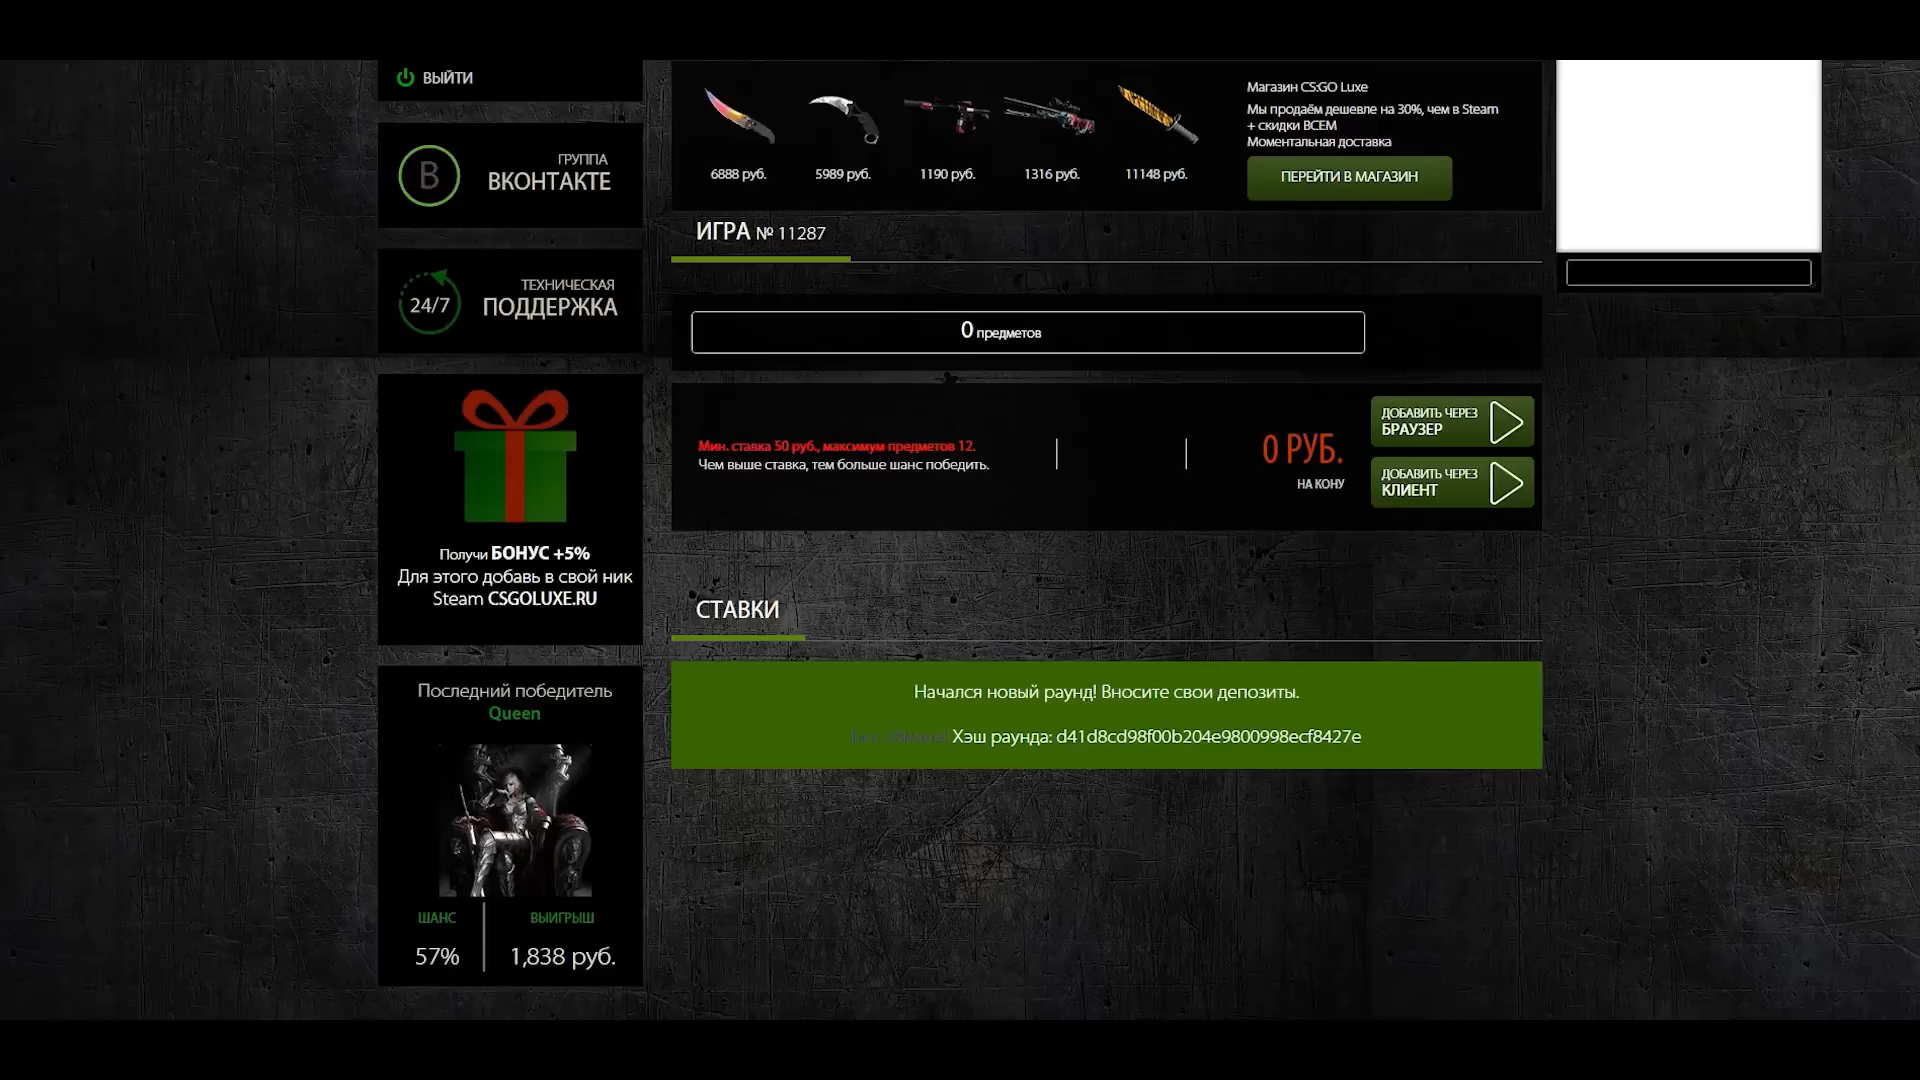 ВЫЙТИ
В
ГРУППА
ВКОНТАКТЕ
24/7
ТЕХНИЧЕСКАЯ
ПОДДЕРЖКА
Получи БОНУС +5%
Для этого добавь в свой ник
Steam CSGOLUXE.RU
Последний победитель
Queen
ШАНС
ВЫИГРЫШ
57%
1,838 руб.
6888 руб.
5989 руб.
1190 руб.
1316 руб.
11148 руб.
Магазин CS:GO Luxe
Мы продаём дешевле на 30%, чем в Steam
+ скидки ВСЕМ
Моментальная доставка
ПЕРЕЙТИ В МАГАЗИН
ИГРА № 11287
0 предметов
Мин. ставка 50 руб., максимум предметов 12.
Чем выше ставка, тем больше шанс победить.
0 РУБ.
НА КОНУ
ДОБАВИТЬ ЧЕРЕЗ
БРАУЗЕР
ДОБАВИТЬ ЧЕРЕЗ
КЛИЕНТ
СТАВКИ
Начался новый раунд! Вносите свои депозиты.
Хэш раунда: d41d8cd98f00b204e9800998ecf8427e